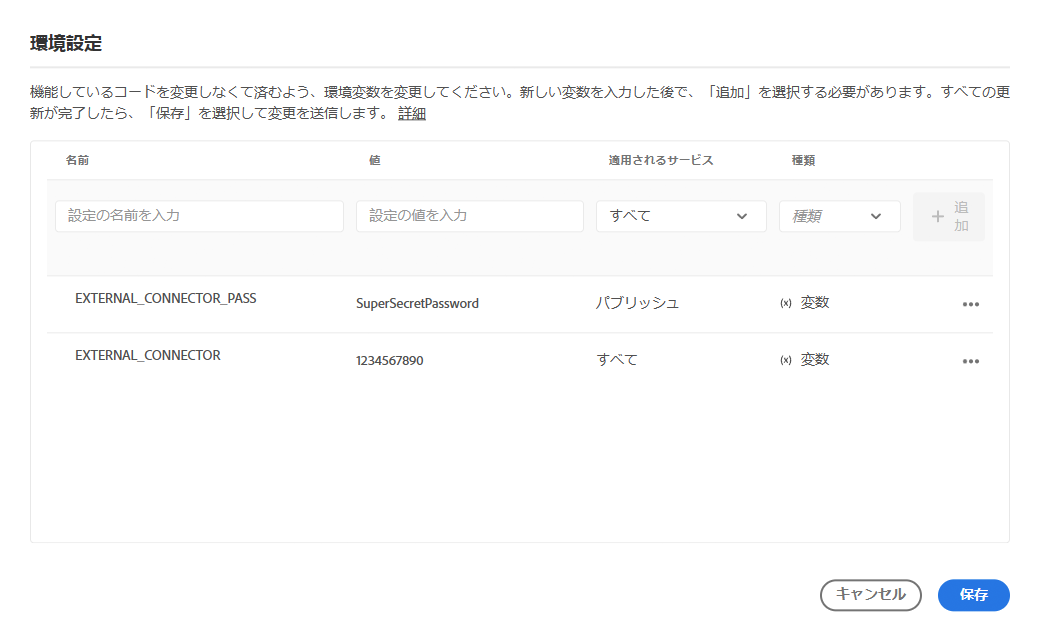 環境設定
機能しているコードを変更しなくて済むよう、環境変数を変更してください。新しい変数を入力した後で、「追加」を選択する必要があります。すべての更
新が完了したら、「保存」を選択して変更を送信します。 詳細
名前 値 適用されるサービス 種類
設定の名前を入力 設定の値を入力 すべて 種類 + 追
加
EXTERNAL_CONNECTOR_PASS SuperSecretPassword パブリッシュ (x) 変数 •••
EXTERNAL_CONNECTOR 1234567890 すべて (x) 変数 •••
キャンセル 保存